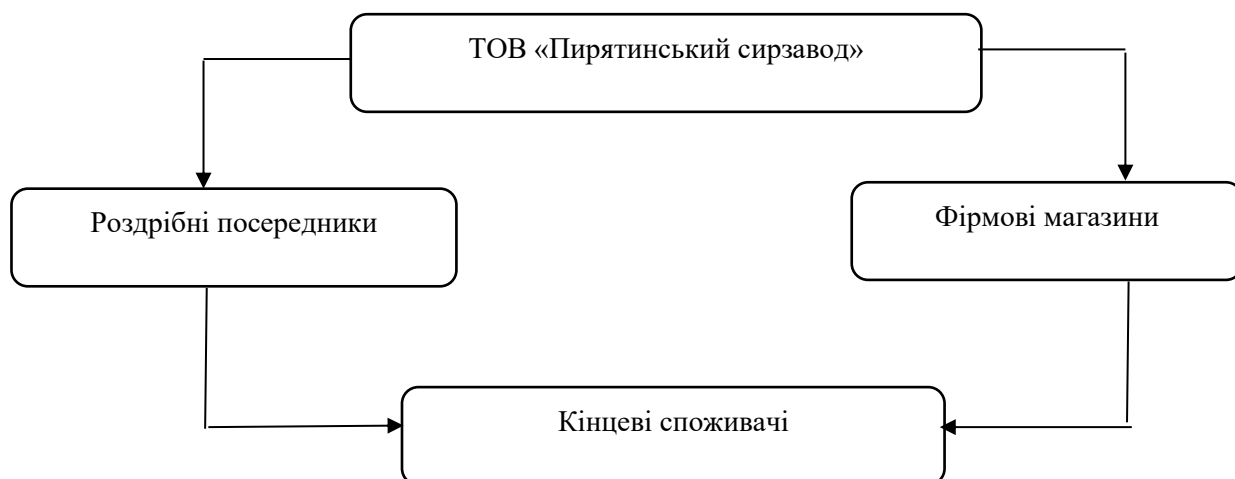 ТОВ «Пирятинський сирзавод»
Роздрібні посередники
Фірмові магазини
Кінцеві споживачі